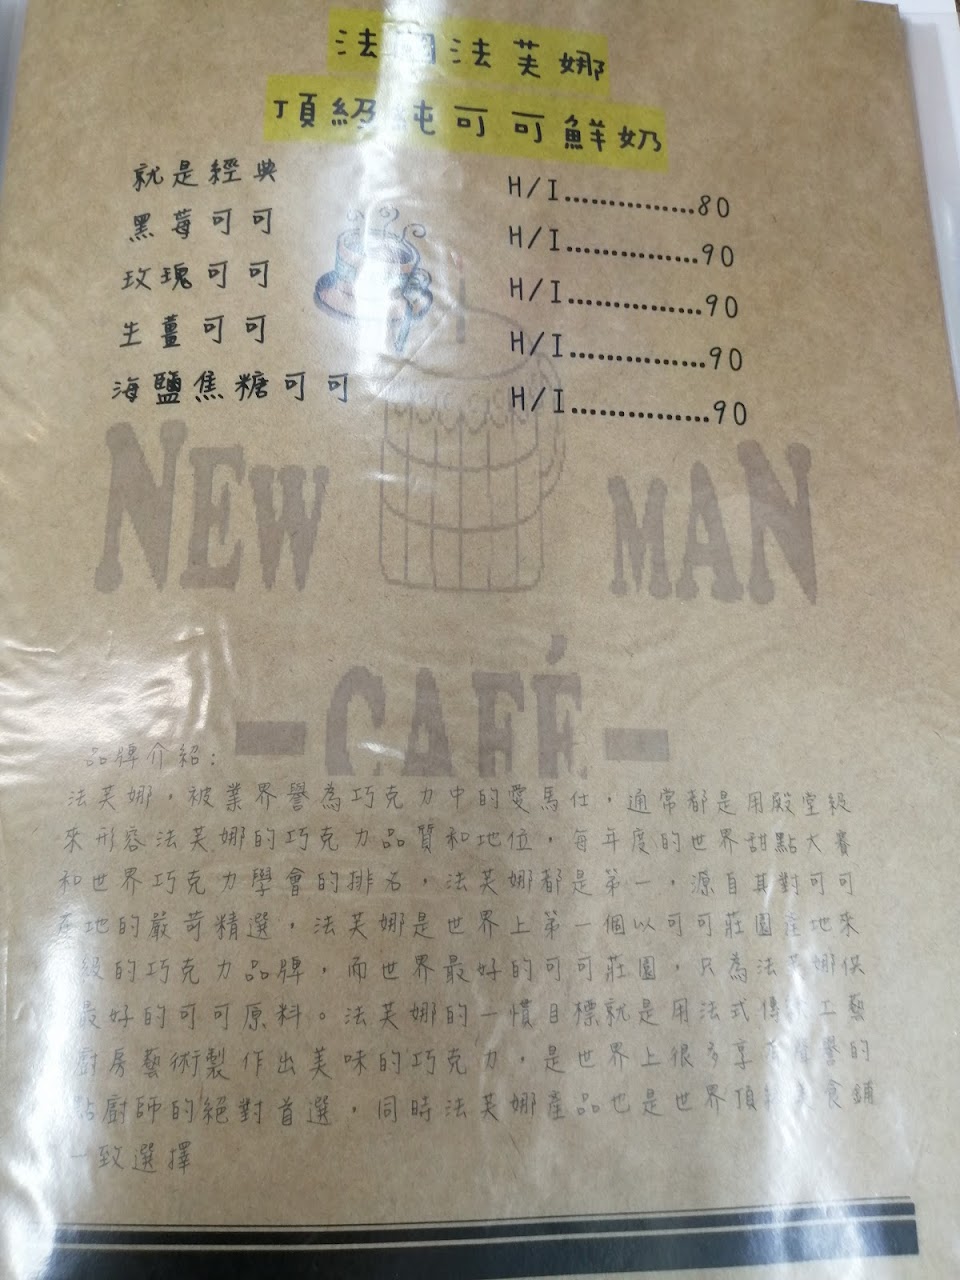 法國法芙娜
頂級純可可鮮奶
就是經典 H/I...............80
黑莓可可 H/I...............90
玫瑰可可 H/I...............90
生薑可可 H/I...............90
海鹽焦糖可可 H/I...............90
NEW MAN
-CAFÉ-
品牌介紹:
法芙娜,被業界譽為巧克力中的愛馬仕,通常都是用殿堂級
來形容法芙娜的巧克力品質和地位,每年度的世界甜點大賽
和世界巧克力學會的排名,法芙娜都是第一,源自其對可可
在地的嚴苛精選,法芙娜是世界上第一個以可可莊園產地來
級的巧克力品牌,而世界最好的可可莊園,只為法芙娜供
最好的可可原料。法芙娜的一慣目標就是用法式傳統工藝
廚房藝術製作出美味的巧克力,是世界上很多享有 譽的
點廚師的絕對首選,同時法芙娜產品也是世界頂級美食鋪
一致選擇